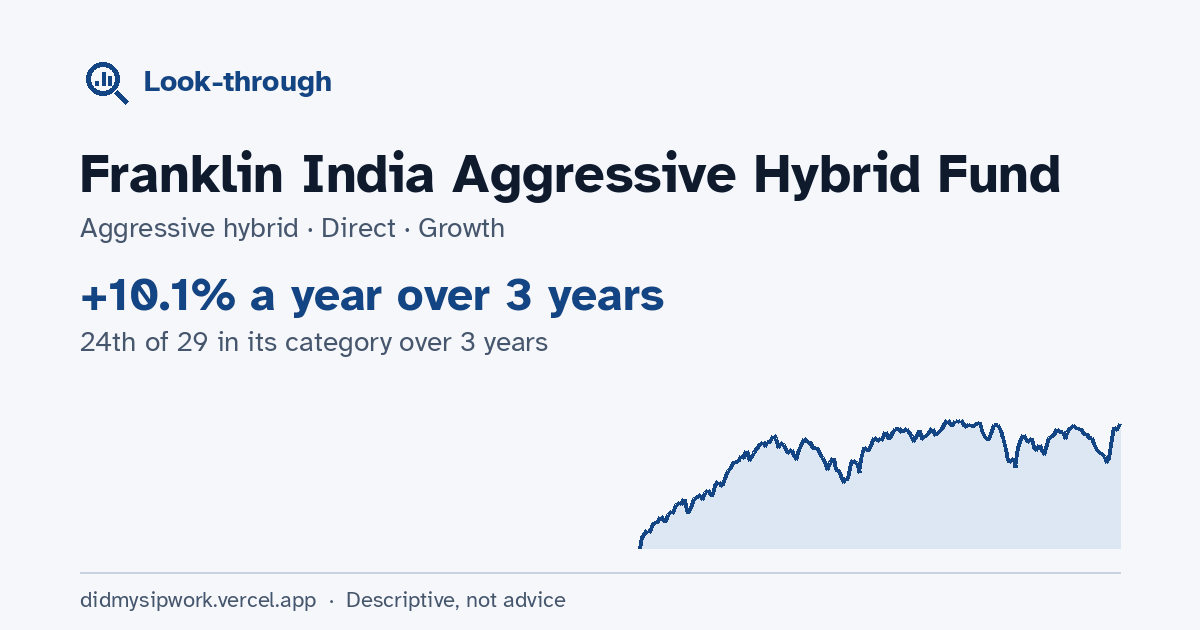 Look-through
Franklin India Aggressive Hybrid Fund
Aggressive hybrid · Direct · Growth
+10.1% a year over 3 years
24th of 29 in its category over 3 years
didmysipwork.vercel.app · Descriptive, not advice